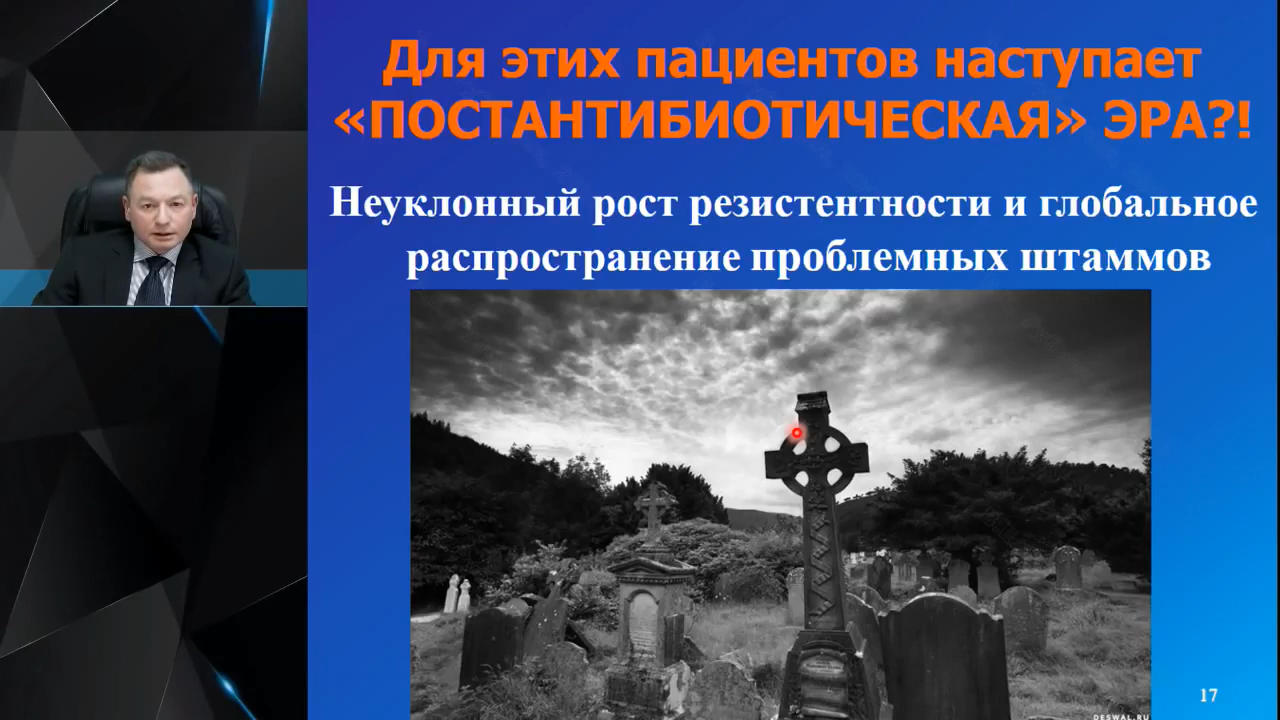 Для этих пациентов наступает
«ПОСТАНТИБИОТИЧЕСКАЯ» ЭРА?!
Неуклонный рост резистентности и глобальное
распространение проблемных штаммов
DESWAL.RU
17